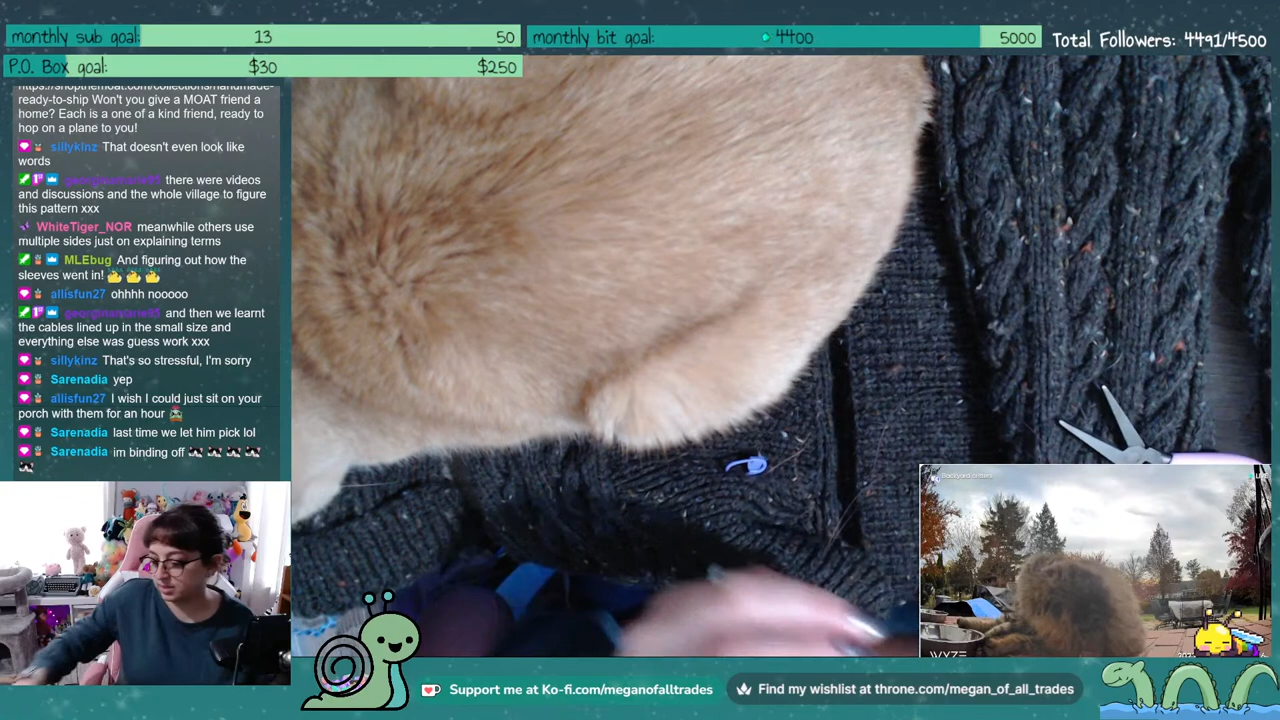 monthly sub goal: 13 50
monthly bit goal: 4400 5000
Total Followers: 4491/4500
P.O. Box goal: $30 $250
https://shopthemoat.com/collections/handmade-
ready-to-ship Won't you give a MOAT friend a
home? Each is a one of a kind friend, ready to
hop on a plane to you!
sillykinz That doesn't even look like
words
there were videos
and discussions and the whole village to figure
this pattern xxx
WhiteTiger_NOR meanwhile others use
multiple sides just on explaining terms
MLEbug And figuring out how the
sleeves went in!
allisfun27 ohhhh nooooo
and then we learnt
the cables lined up in the small size and
everything else was guess work xxx
sillykinz That's so stressful, I'm sorry
Sarenadia yep
allisfun27 I wish I could just sit on your
porch with them for an hour
Sarenadia last time we let him pick lol
Sarenadia im binding off
WYZE
Support me at Ko-fi.com/meganofalltrades
Find my wishlist at throne.com/megan_of_all_trades